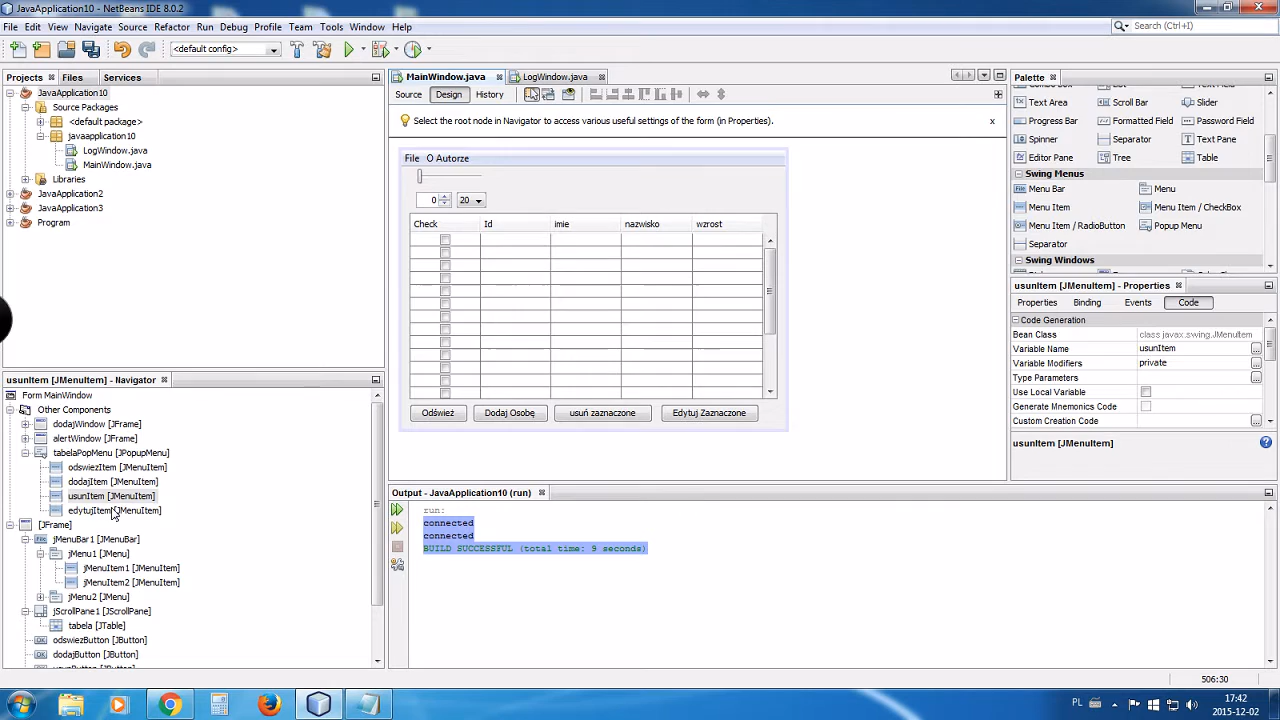 JavaApplication10 - NetBeans IDE 8.0.2
File Edit View Navigate Source Refactor Run Debug Profile Team Tools Window Help
Search (Ctrl+I)
<default config>
Projects Files Services
JavaApplication10
Source Packages
<default package>
javaapplication10
LogWindow.java
MainWindow.java
Libraries
JavaApplication2
JavaApplication3
Program
MainWindow.java LogWindow.java
Source Design History
Select the root node in Navigator to access various useful settings of the form (in Properties). x
File O Autorze
0 20
Check Id imie nazwisko wzrost
Odśwież Dodaj Osobę usuń zaznaczone Edytuj Zaznaczone
Palette
Text Area Scroll Bar Slider
Progress Bar Formatted Field Password Field
Spinner Separator Text Pane
Editor Pane Tree Table
Swing Menus
Menu Bar Menu
Menu Item Menu Item / CheckBox
Menu Item / RadioButton Popup Menu
Separator
Swing Windows
usunItem [JMenuItem] - Properties
Properties Binding Events Code
Code Generation
Bean Class class javax.swing.JMenuItem
Variable Name usunItem
Variable Modifiers private
Type Parameters
Use Local Variable
Generate Mnemonics Code
Custom Creation Code
usunItem [JMenuItem]
usunItem [JMenuItem] - Navigator
Form MainWindow
Other Components
dodajWindow [JFrame]
alertWindow [JFrame]
tabelaPopMenu [JPopupMenu]
odswiezItem [JMenuItem]
dodajItem [JMenuItem]
usunItem [JMenuItem]
edytujItem [JMenuItem]
[JFrame]
jMenuBar1 [JMenuBar]
jMenu1 [JMenu]
jMenuItem1 [JMenuItem]
jMenuItem2 [JMenuItem]
jMenu2 [JMenu]
jScrollPane1 [JScrollPane]
tabela [JTable]
odswiezButton [JButton]
dodajButton [JButton]
Output - JavaApplication10 (run)
run:
connected
connected
BUILD SUCCESSFUL (total time: 9 seconds)
506:30
PL
17:42
2015-12-02